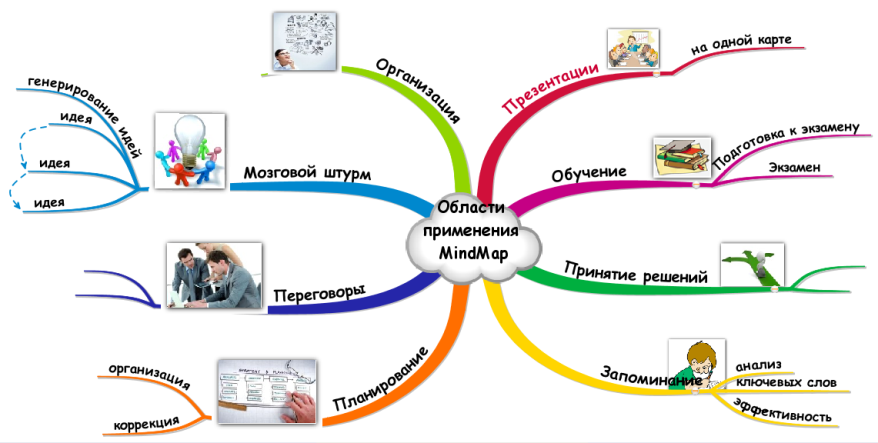 Области
применения
MindMap
Презентации
на одной карте
Обучение
Подготовка к экзамену
Экзамен
Принятие решений
Запоминание
анализ
ключевых слов
эффективность
Организация
Мозговой штурм
генерирование идей
идея
идея
идея
Переговоры
Планирование
организация
коррекция